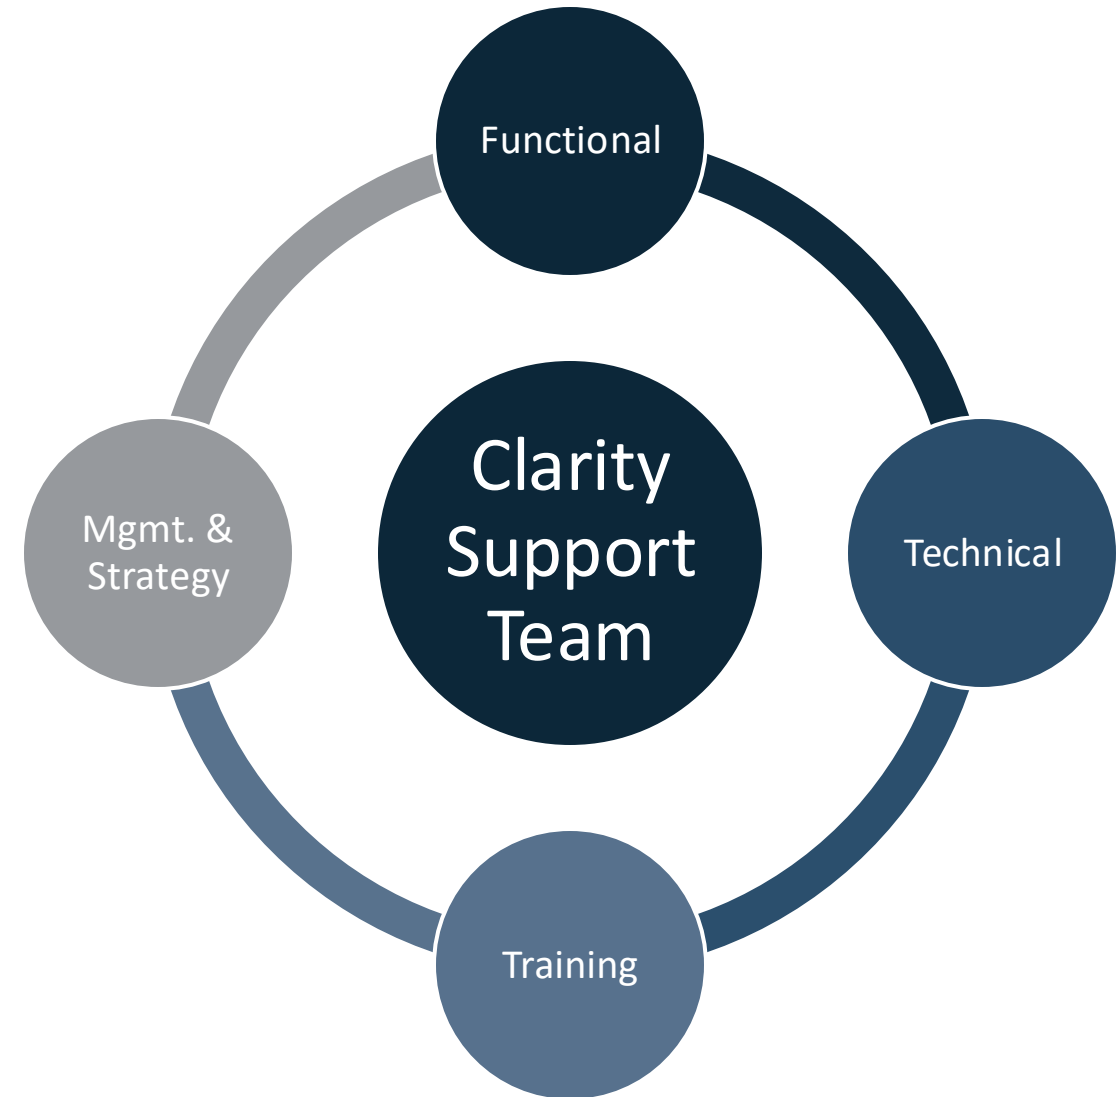 Functional
Clarity
Support
Team
Technical
Training
Mgmt. &
Strategy